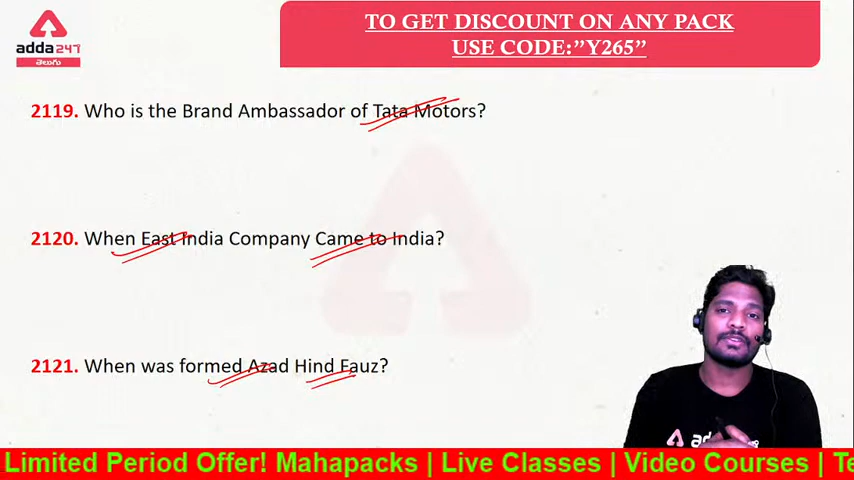 TO GET DISCOUNT ON ANY PACK
USE CODE:”Y265”
adda247
తెలుగు
2119. Who is the Brand Ambassador of Tata Motors?
2120. When East India Company Came to India?
2121. When was formed Azad Hind Fauz?
Limited Period Offer! Mahapacks | Live Classes | Video Courses | Te